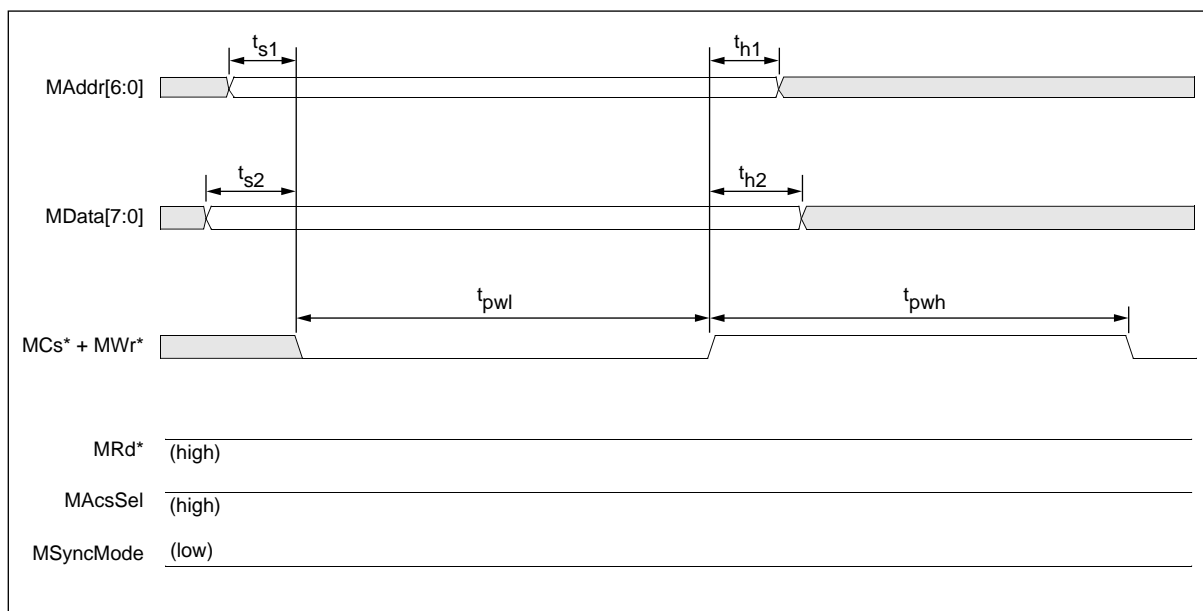 ts1 th1
MAddr[6:0]
ts2 th2
MData[7:0]
tpwl tpwh
MCs* + MWr*
MRd* (high)
MAcsSel (high)
MSyncMode (low)